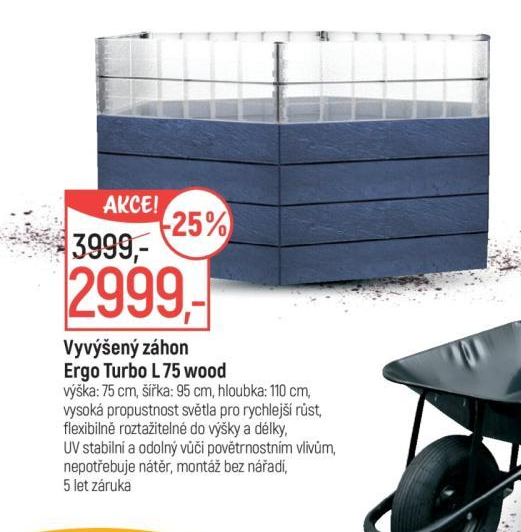 AKCE!
-25%
3999,-
2999,-
Vyvýšený záhon
Ergo Turbo L 75 wood
výška: 75 cm, šířka: 95 cm, hloubka: 110 cm,
vysoká propustnost světla pro rychlejší růst,
flexibilně roztažitelné do výšky a délky,
UV stabilní a odolný vůči povětrnostním vlivům,
nepotřebuje nátěr, montáž bez nářadí,
5 let záruka